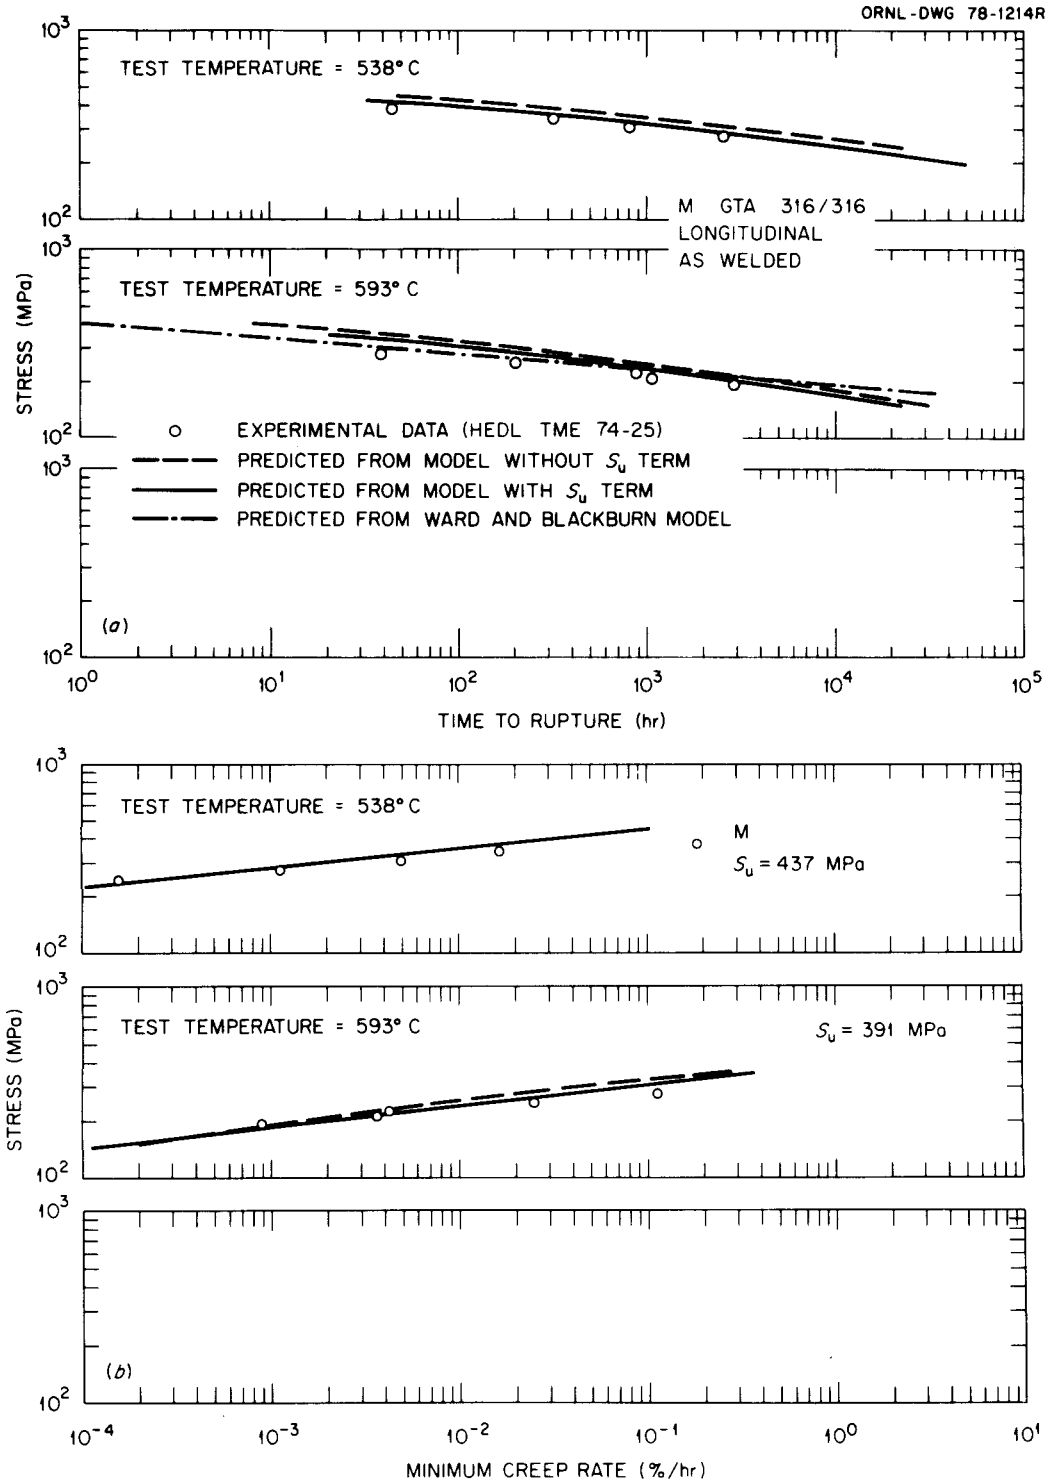 ORNL-DWG 78-1214R
10³
TEST TEMPERATURE = 538°C
10²
M GTA 316/316
LONGITUDINAL
AS WELDED
10³
TEST TEMPERATURE = 593°C
STRESS (MPa)
10²
EXPERIMENTAL DATA (HEDL TME 74-25)
PREDICTED FROM MODEL WITHOUT Sᵤ TERM
PREDICTED FROM MODEL WITH Sᵤ TERM
PREDICTED FROM WARD AND BLACKBURN MODEL
10³
(a)
10²
10⁰ 10¹ 10² 10³ 10⁴ 10⁵
TIME TO RUPTURE (hr)
10³
TEST TEMPERATURE = 538°C
M
Sᵤ = 437 MPa
10²
10³
TEST TEMPERATURE = 593°C
Sᵤ = 391 MPa
STRESS (MPa)
10²
10³
(b)
10²
10⁻⁴ 10⁻³ 10⁻² 10⁻¹ 10⁰ 10¹
MINIMUM CREEP RATE (%/hr)